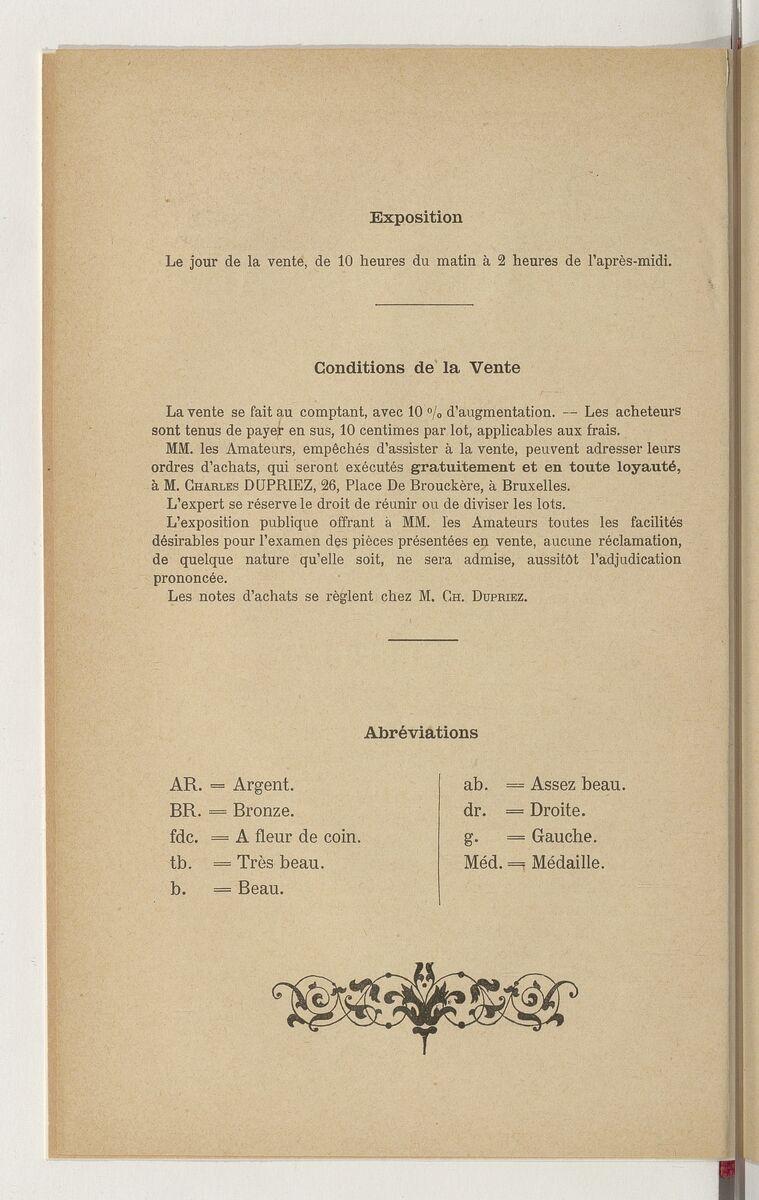 Exposition
Le jour de la vente, de 10 heures du matin à 2 heures de l'après-midi.
Conditions de la Vente
La vente se fait au comptant, avec 10 % d'augmentation. — Les acheteurs
sont tenus de payer en sus, 10 centimes par lot, applicables aux frais.
MM. les Amateurs, empêchés d'assister à la vente, peuvent adresser leurs
ordres d'achats, qui seront exécutés gratuitement et en toute loyauté,
à M. CHARLES DUPRIEZ, 26, Place De Brouckère, à Bruxelles.
L'expert se réserve le droit de réunir ou de diviser les lots.
L'exposition publique offrant à MM. les Amateurs toutes les facilités
désirables pour l'examen des pièces présentées en vente, aucune réclamation,
de quelque nature qu'elle soit, ne sera admise, aussitôt l'adjudication
prononcée.
Les notes d'achats se règlent chez M. CH. DUPRIEZ.
Abréviations
AR. = Argent.
BR. = Bronze.
fdc. = A fleur de coin.
tb. = Très beau.
b. = Beau.
ab. = Assez beau.
dr. = Droite.
g. = Gauche.
Méd. = Médaille.